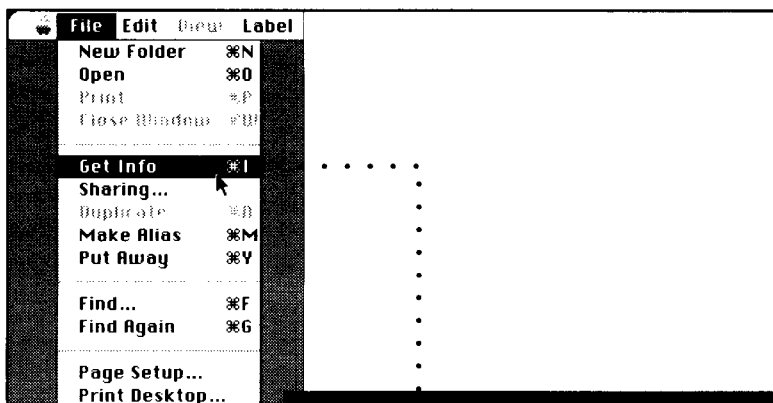 File Edit View Label
New Folder ⌘N
Open ⌘O
Print ⌘P
Close Window ⌘W
Get Info ⌘I
Sharing...
Duplicate ⌘D
Make Alias ⌘M
Put Away ⌘Y
Find... ⌘F
Find Again ⌘G
Page Setup...
Print Desktop...